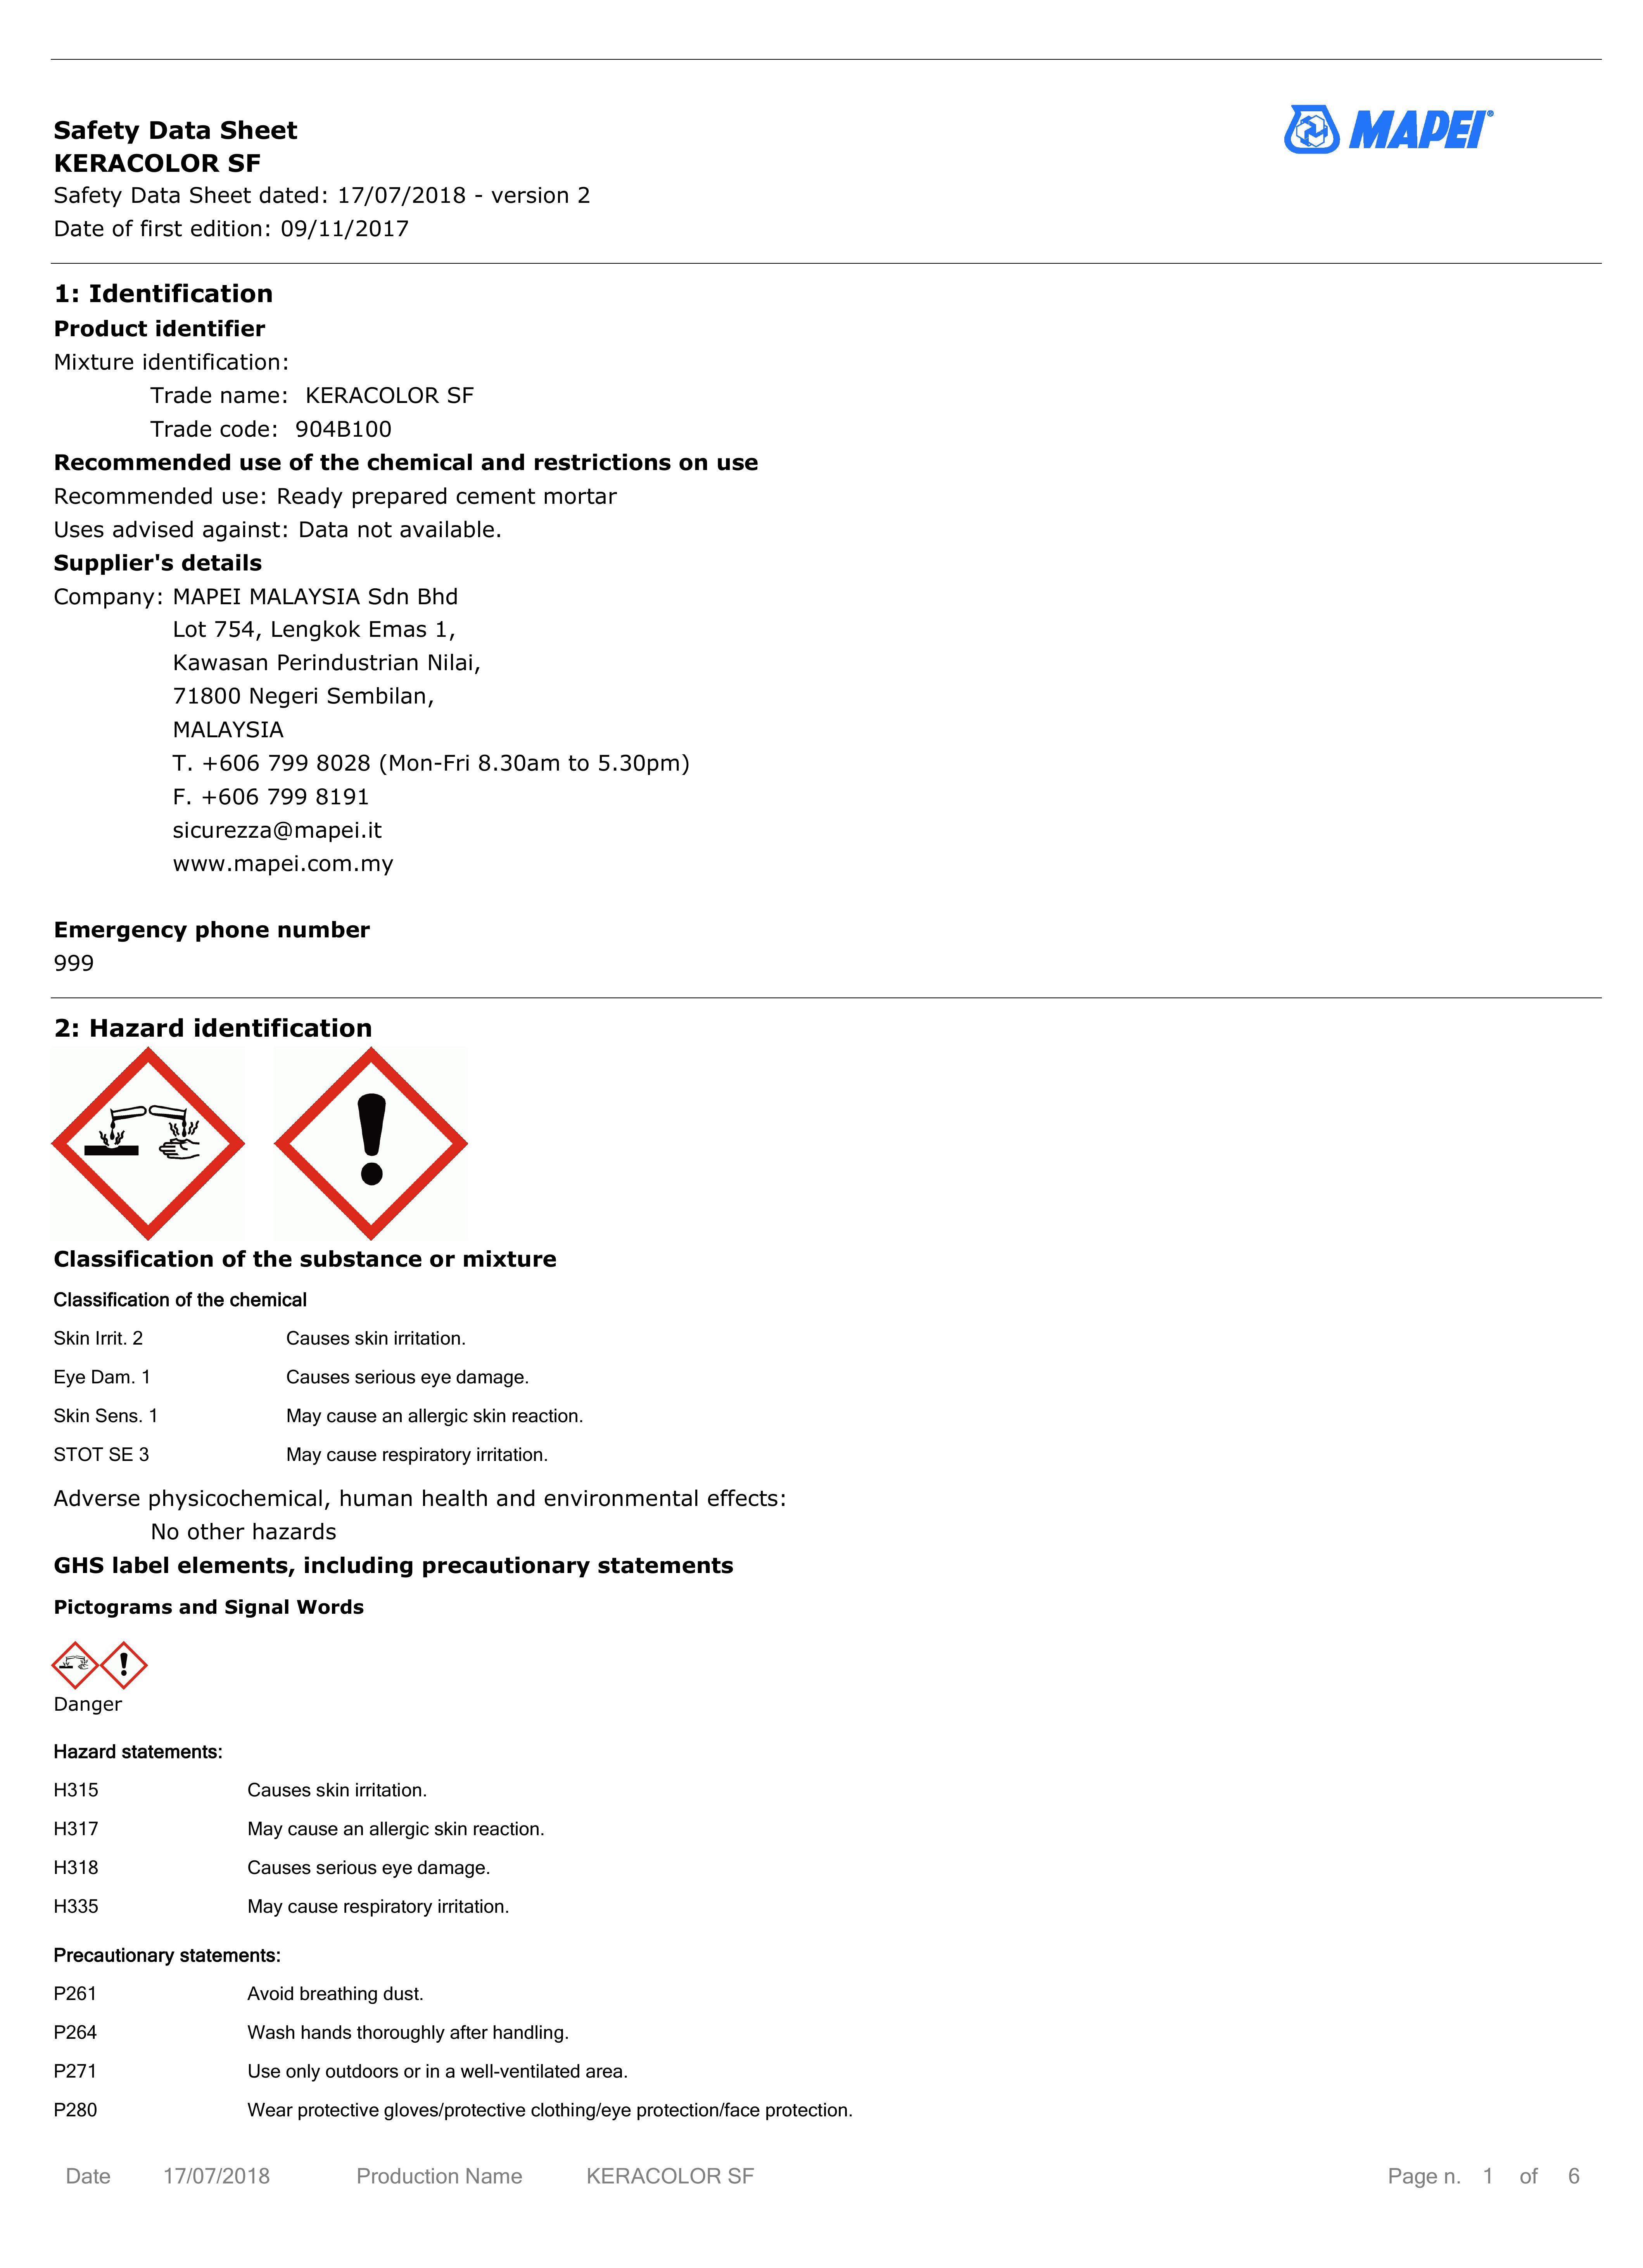 MAPEI®
Safety Data Sheet
KERACOLOR SF
Safety Data Sheet dated: 17/07/2018 - version 2
Date of first edition: 09/11/2017
1: Identification
Product identifier
Mixture identification:
Trade name: KERACOLOR SF
Trade code: 904B100
Recommended use of the chemical and restrictions on use
Recommended use: Ready prepared cement mortar
Uses advised against: Data not available.
Supplier's details
Company: MAPEI MALAYSIA Sdn Bhd
Lot 754, Lengkok Emas 1,
Kawasan Perindustrian Nilai,
71800 Negeri Sembilan,
MALAYSIA
T. +606 799 8028 (Mon-Fri 8.30am to 5.30pm)
F. +606 799 8191
sicurezza@mapei.it
www.mapei.com.my
Emergency phone number
999
2: Hazard identification
Classification of the substance or mixture
Classification of the chemical
Skin Irrit. 2 Causes skin irritation.
Eye Dam. 1 Causes serious eye damage.
Skin Sens. 1 May cause an allergic skin reaction.
STOT SE 3 May cause respiratory irritation.
Adverse physicochemical, human health and environmental effects:
No other hazards
GHS label elements, including precautionary statements
Pictograms and Signal Words
Danger
Hazard statements:
H315 Causes skin irritation.
H317 May cause an allergic skin reaction.
H318 Causes serious eye damage.
H335 May cause respiratory irritation.
Precautionary statements:
P261 Avoid breathing dust.
P264 Wash hands thoroughly after handling.
P271 Use only outdoors or in a well-ventilated area.
P280 Wear protective gloves/protective clothing/eye protection/face protection.
Date 17/07/2018 Production Name KERACOLOR SF Page n. 1 of 6